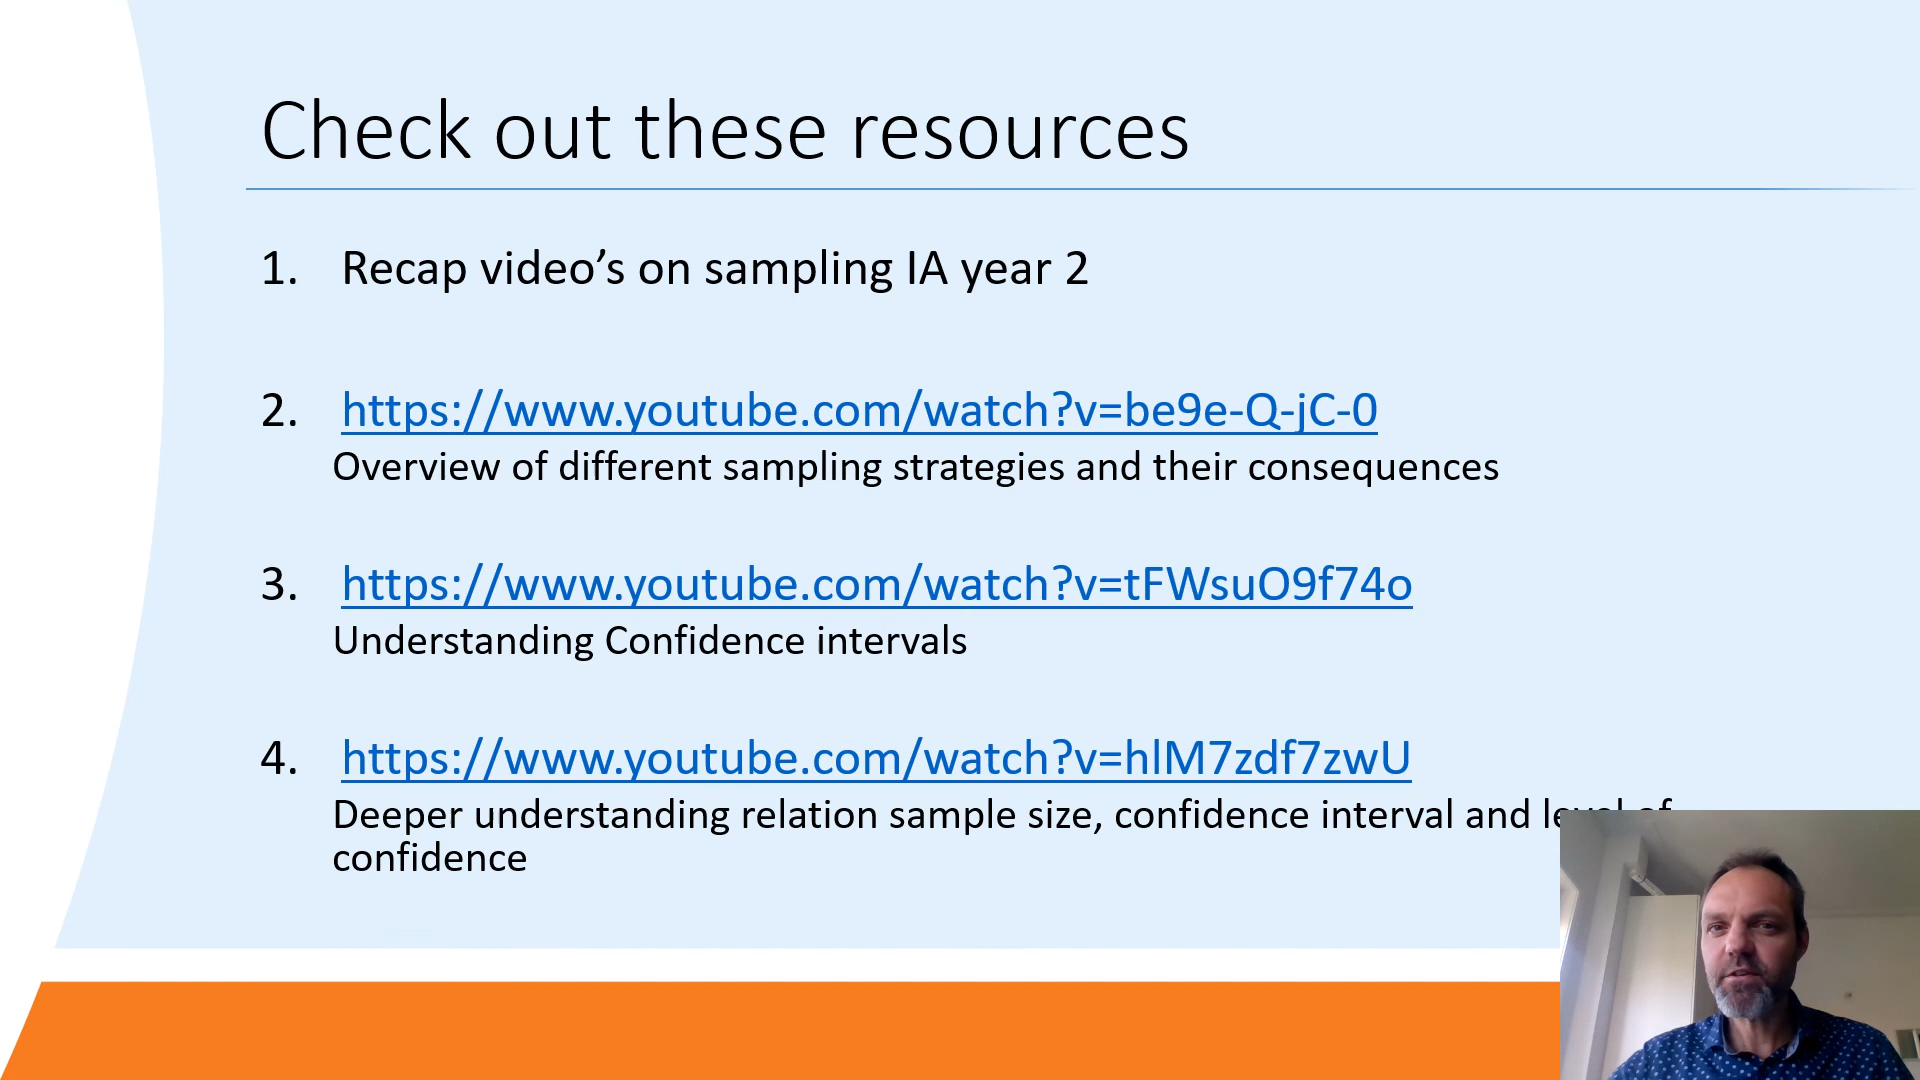 Check out these resources
1. Recap video’s on sampling IA year 2
2. https://www.youtube.com/watch?v=be9e-Q-jC-0
Overview of different sampling strategies and their consequences
3. https://www.youtube.com/watch?v=tFWsuO9f74o
Understanding Confidence intervals
4. https://www.youtube.com/watch?v=hlM7zdf7zwU
Deeper understanding relation sample size, confidence interval and level of
confidence